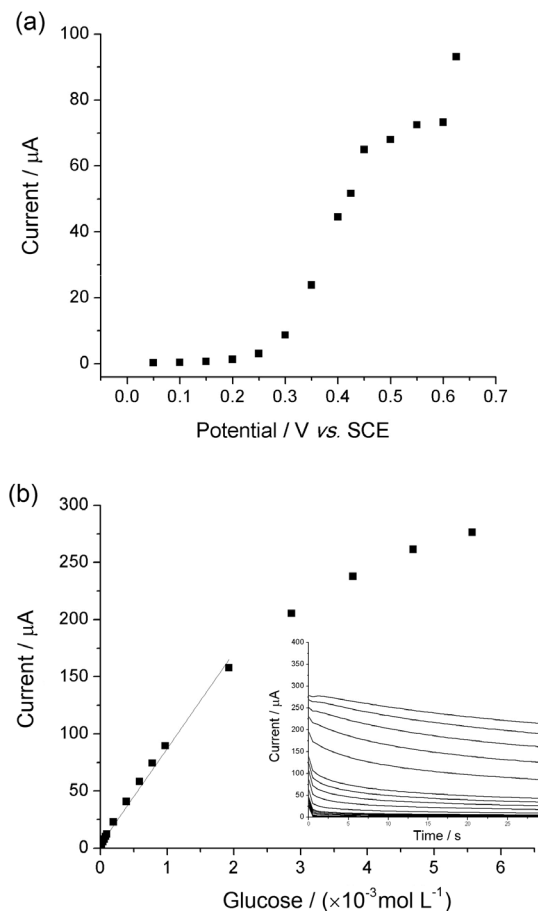 (a)
100
80
60
40
20
0
Current / μA
0.0 0.1 0.2 0.3 0.4 0.5 0.6 0.7
Potential / V vs. SCE
(b)
300
250
200
150
100
50
0
Current / μA
400
350
300
250
200
150
100
50
0
Current / μA
0 5 10 15 20 25
Time / s
0 1 2 3 4 5 6
Glucose / (×10⁻³mol L⁻¹)